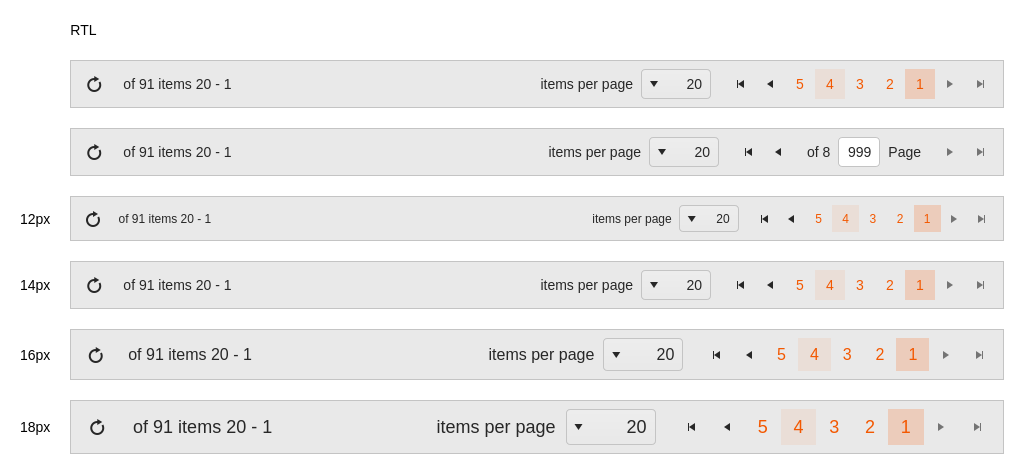 RTL
of 91 items 20 - 1 items per page 20 5 4 3 2 1
of 91 items 20 - 1 items per page 20 of 8 999 Page
12px of 91 items 20 - 1 items per page 20 5 4 3 2 1
14px of 91 items 20 - 1 items per page 20 5 4 3 2 1
16px of 91 items 20 - 1 items per page 20 5 4 3 2 1
18px of 91 items 20 - 1 items per page 20 5 4 3 2 1